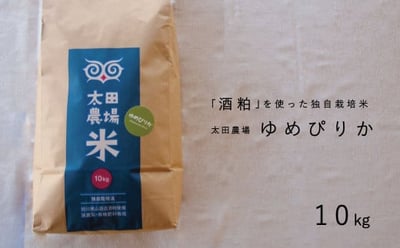 太田
農場
米
ゆめぴりか
10kg
「酒粕」を使った独自栽培米
太田農場 ゆめぴりか
10kg